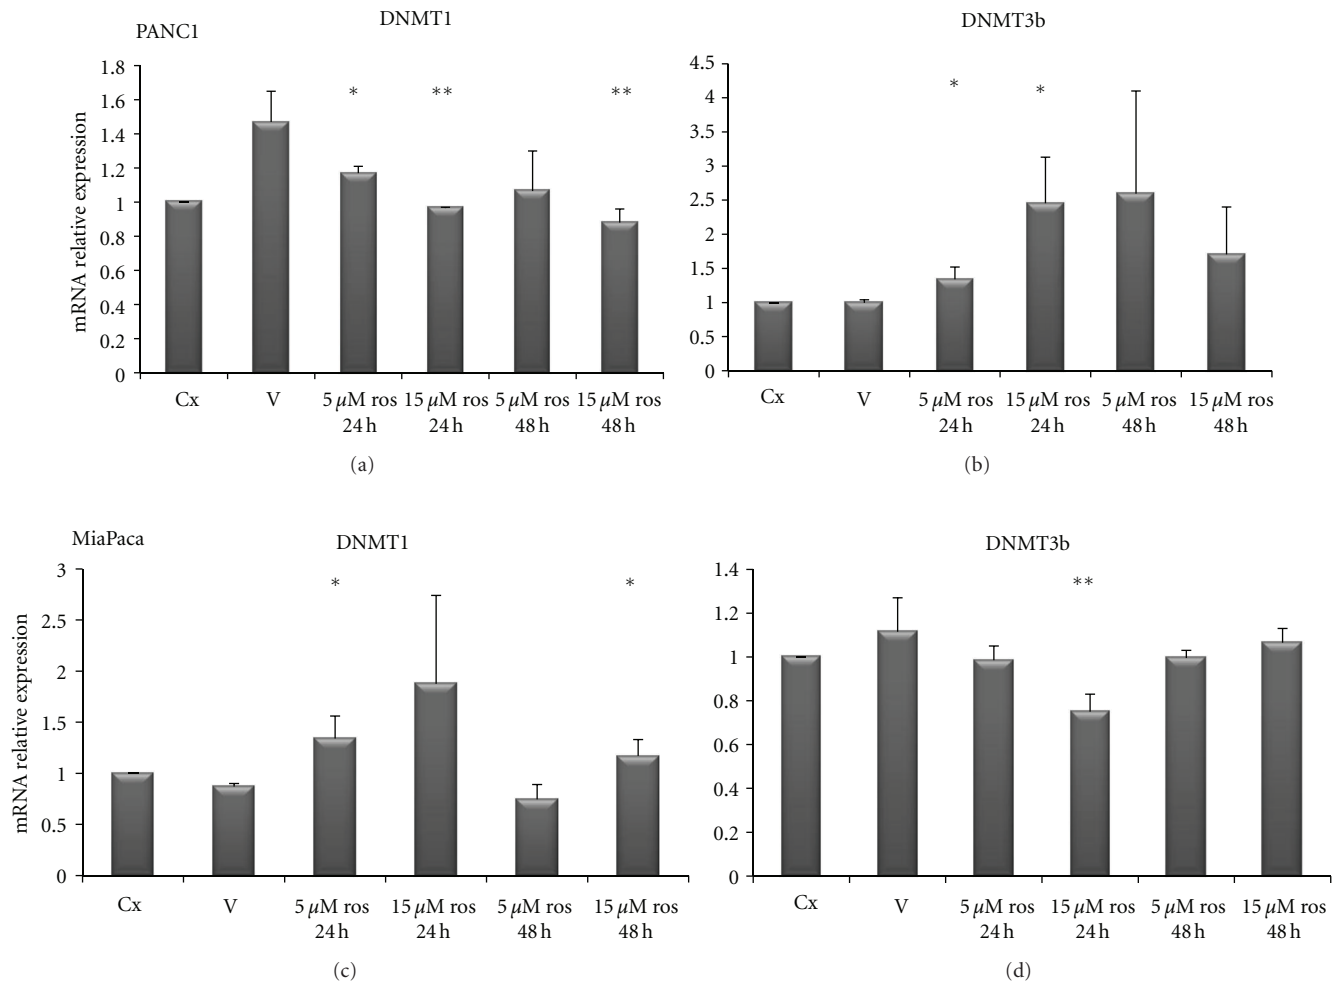 PANC1
DNMT1
mRNA relative expression
1.8
1.6
1.4
1.2
1
0.8
0.6
0.4
0.2
0
* ** **
Cx V 5 µM ros 15 µM ros 5 µM ros 15 µM ros
24 h 24 h 48 h 48 h
(a)
DNMT3b
4.5
4
3.5
3
2.5
2
1.5
1
0.5
0
* *
Cx V 5 µM ros 15 µM ros 5 µM ros 15 µM ros
24 h 24 h 48 h 48 h
(b)
MiaPaca
DNMT1
mRNA relative expression
3
2.5
2
1.5
1
0.5
0
* *
Cx V 5 µM ros 15 µM ros 5 µM ros 15 µM ros
24 h 24 h 48 h 48 h
(c)
DNMT3b
1.4
1.2
1
0.8
0.6
0.4
0.2
0
**
Cx V 5 µM ros 15 µM ros 5 µM ros 15 µM ros
24 h 24 h 48 h 48 h
(d)